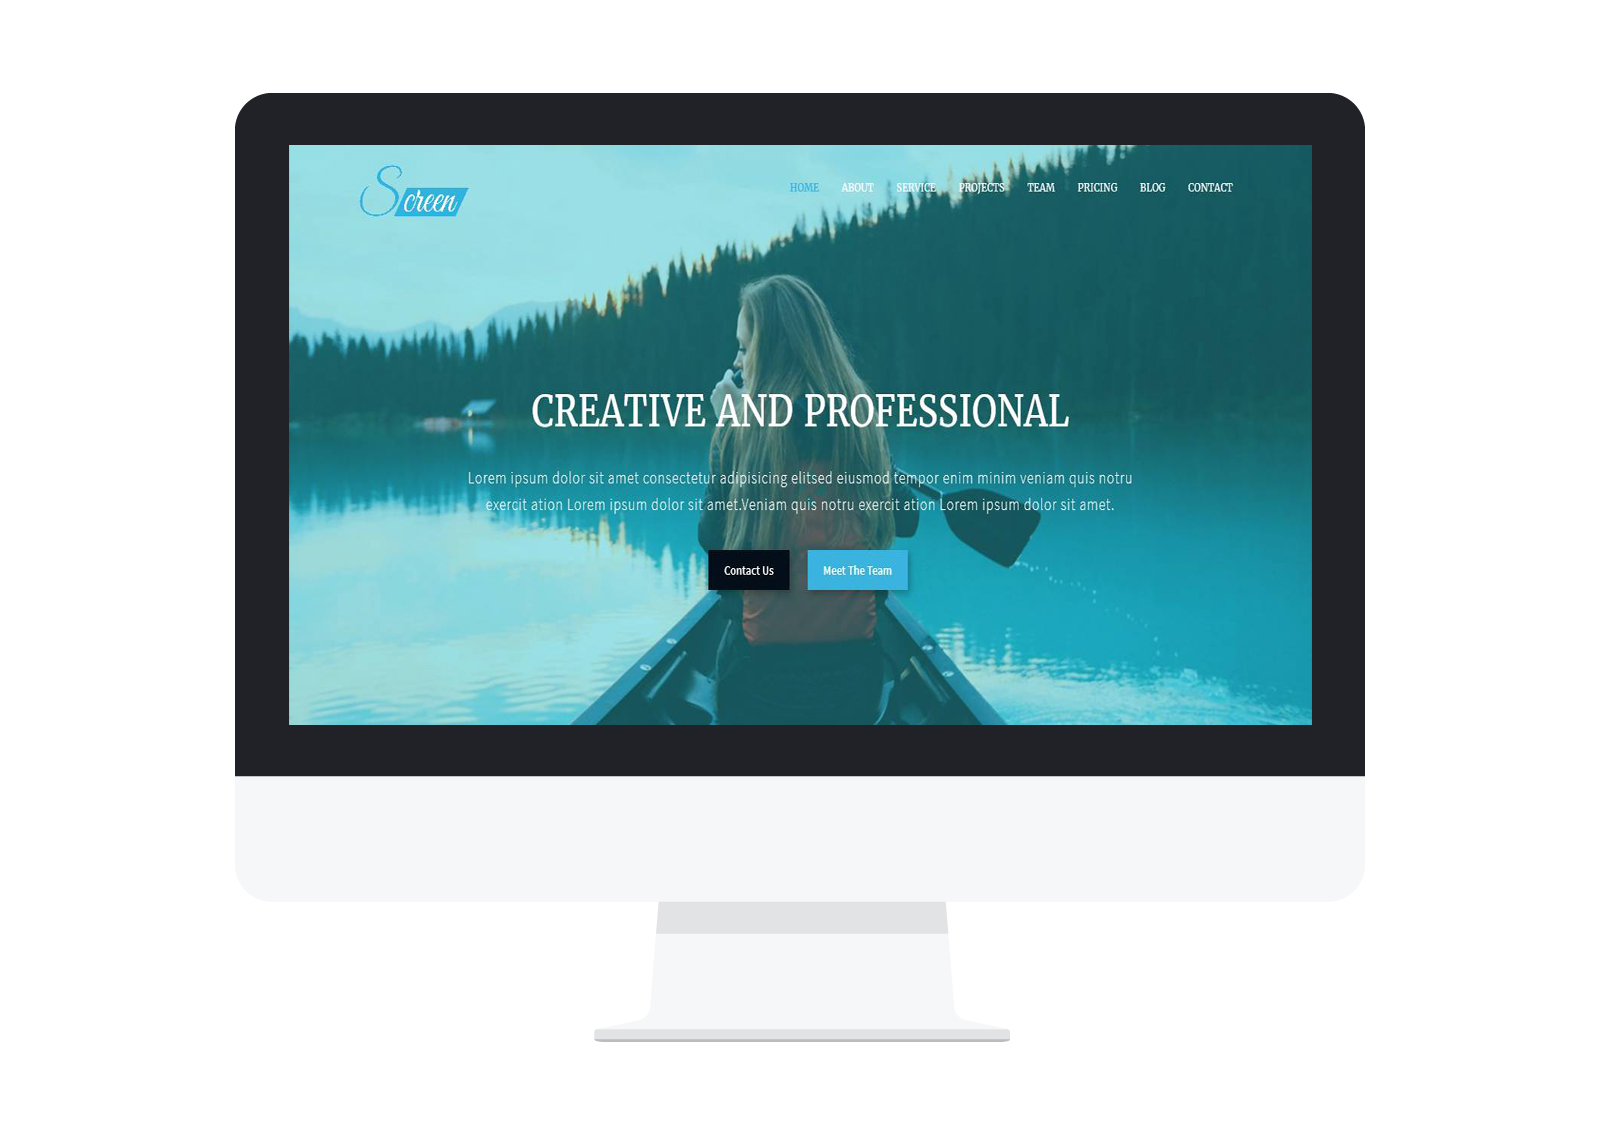 Screen
HOME ABOUT SERVICE PROJECTS TEAM PRICING BLOG CONTACT
CREATIVE AND PROFESSIONAL
Lorem ipsum dolor sit amet consectetur adipisicing elitsed eiusmod tempor enim minim veniam quis notru
exercit ation Lorem ipsum dolor sit amet.Veniam quis notru exercit ation Lorem ipsum dolor sit amet.
Contact Us Meet The Team